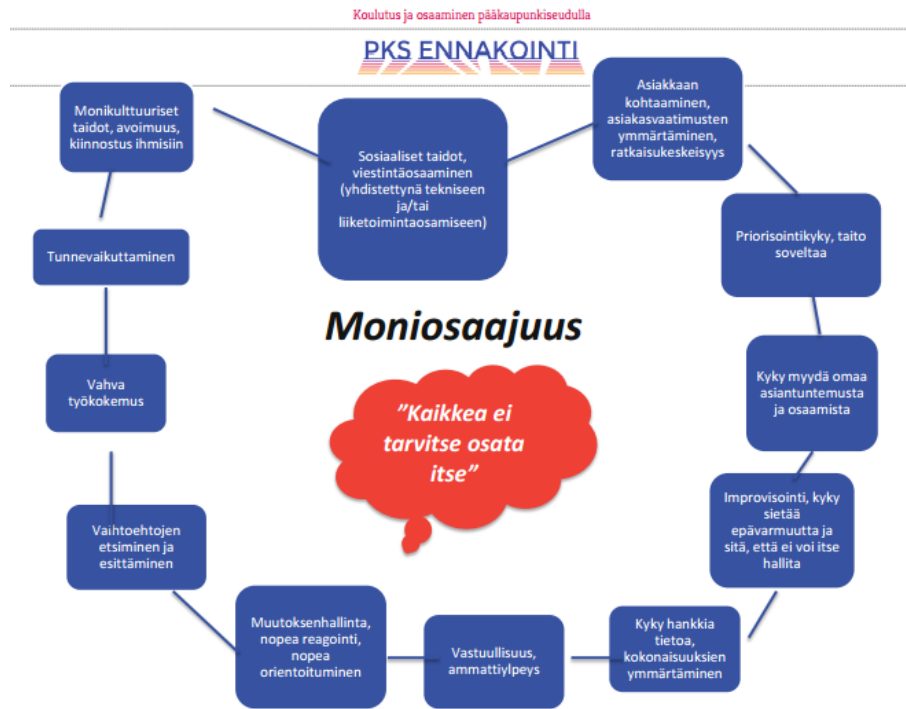 Koulutus ja osaaminen pääkaupunkiseudulla
PKS ENNAKOINTI
Monikulttuuriset
taidot, avoimuus,
kiinnostus ihmisiin
Sosiaaliset taidot,
viestintäosaaminen
(yhdistettynä tekniseen
ja/tai
liiketoimintaosamiseen)
Asiakkaan
kohtaaminen,
asiakasvaatimusten
ymmärtäminen,
ratkaisukeskeisyys
Priorisointikyky, taito
soveltaa
Kyky myydä omaa
asiantuntemusta
ja osaamista
Improvisointi, kyky
sietää
epävarmuutta ja
sitä, että ei voi itse
hallita
Kyky hankkia
tietoa,
kokonaisuuksien
ymmärtäminen
Vastuullisuus,
ammattiylpeys
Muutoksenhallinta,
nopea reagointi,
nopea
orientoituminen
Vaihtoehtojen
etsiminen ja
esittäminen
Vahva
työkokemus
Tunnevaikuttaminen
Moniosaajuus
”Kaikkea ei
tarvitse osata
itse”